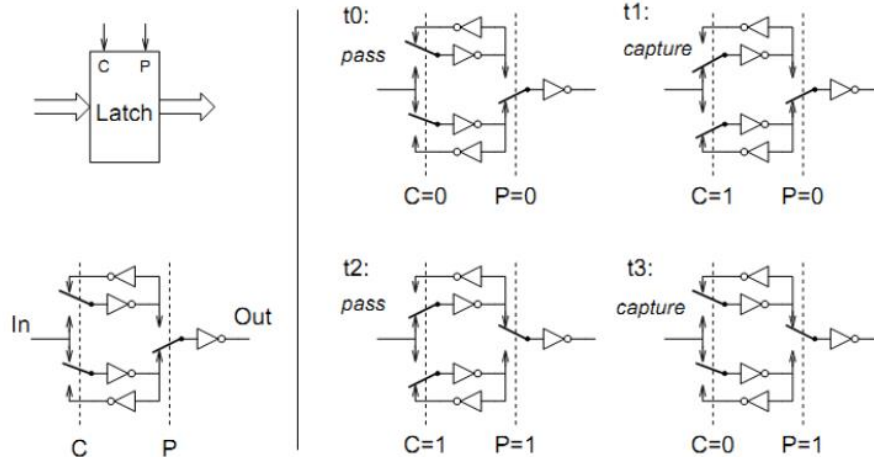 C P
Latch
In
Out
C P
t0:
pass
C=0 P=0
t1:
capture
C=1 P=0
t2:
pass
C=1 P=1
t3:
capture
C=0 P=1